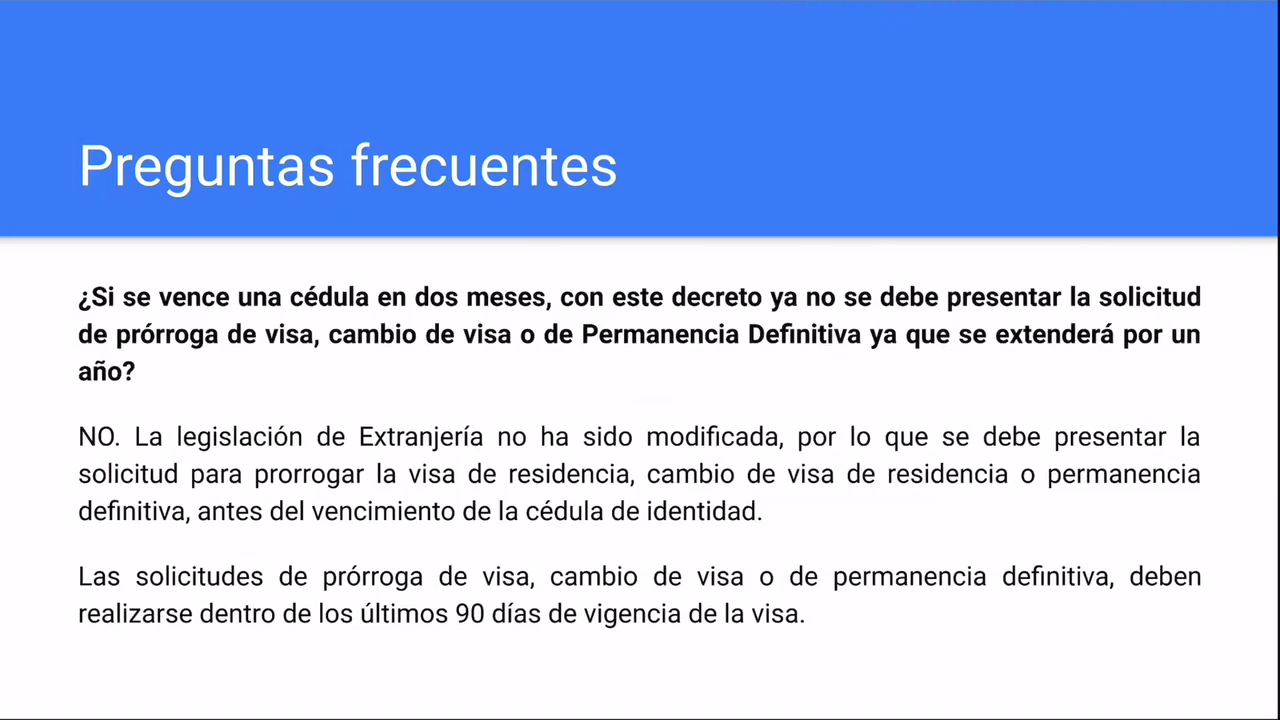 Preguntas frecuentes
¿Si se vence una cédula en dos meses, con este decreto ya no se debe presentar la solicitud
de prórroga de visa, cambio de visa o de Permanencia Definitiva ya que se extenderá por un
año?
NO. La legislación de Extranjería no ha sido modificada, por lo que se debe presentar la
solicitud para prorrogar la visa de residencia, cambio de visa de residencia o permanencia
definitiva, antes del vencimiento de la cédula de identidad.
Las solicitudes de prórroga de visa, cambio de visa o de permanencia definitiva, deben
realizarse dentro de los últimos 90 días de vigencia de la visa.